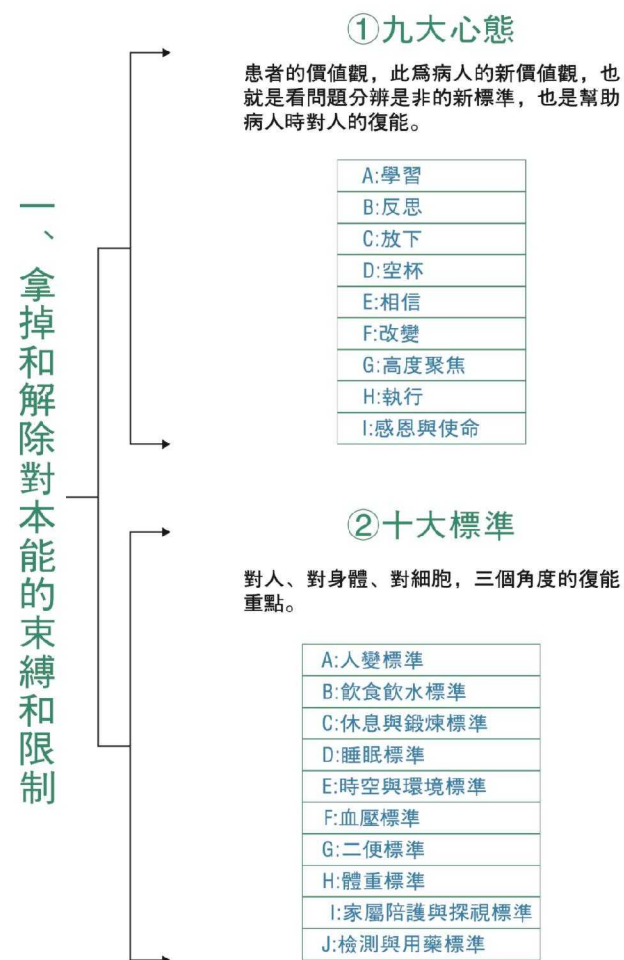 一、拿掉和解除對本能的束縛和限制
①九大心態
患者的價值觀，此爲病人的新價值觀，也
就是看問題分辨是非的新標準，也是幫助
病人時對人的復能。
A:學習
B:反思
C:放下
D:空杯
E:相信
F:改變
G:高度聚焦
H:執行
I:感恩與使命
②十大標準
對人、對身體、對細胞，三個角度的復能
重點。
A:人變標準
B:飲食飲水標準
C:休息與鍛煉標準
D:睡眠標準
E:時空與環境標準
F:血壓標準
G:二便標準
H:體重標準
I:家屬陪護與探視標準
J:檢測與用藥標準